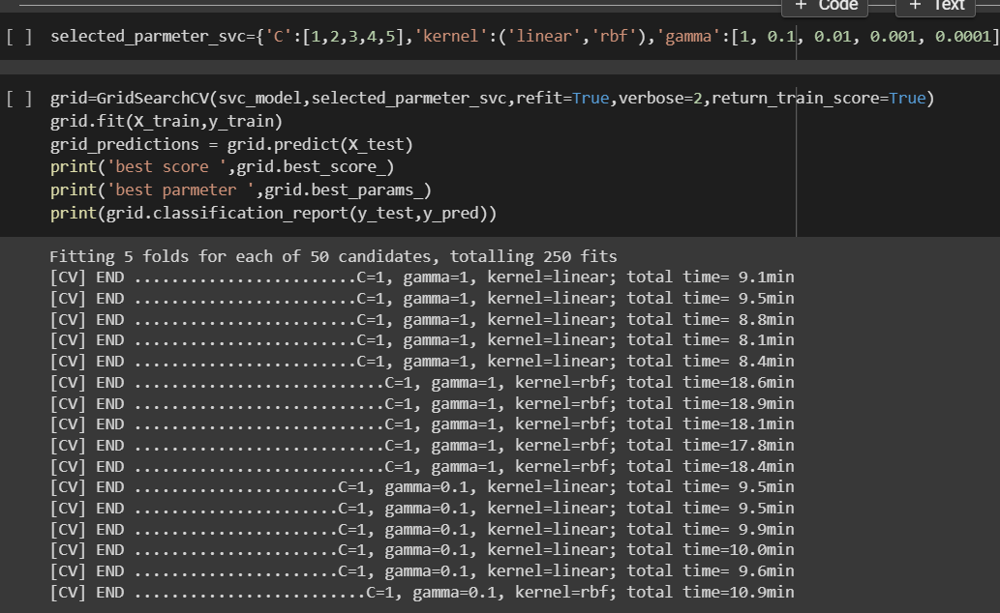 + Code + Text
[ ] selected_parmeter_svc={'C':[1,2,3,4,5],'kernel':('linear','rbf'),'gamma':[1, 0.1, 0.01, 0.001, 0.0001]
[ ] grid=GridSearchCV(svc_model,selected_parmeter_svc,refit=True,verbose=2,return_train_score=True)
grid.fit(X_train,y_train)
grid_predictions = grid.predict(X_test)
print('best score ',grid.best_score_)
print('best parmeter ',grid.best_params_)
print(grid.classification_report(y_test,y_pred))
Fitting 5 folds for each of 50 candidates, totalling 250 fits
[CV] END ........................C=1, gamma=1, kernel=linear; total time= 9.1min
[CV] END ........................C=1, gamma=1, kernel=linear; total time= 9.5min
[CV] END ........................C=1, gamma=1, kernel=linear; total time= 8.8min
[CV] END ........................C=1, gamma=1, kernel=linear; total time= 8.1min
[CV] END ........................C=1, gamma=1, kernel=linear; total time= 8.4min
[CV] END ...........................C=1, gamma=1, kernel=rbf; total time=18.6min
[CV] END ...........................C=1, gamma=1, kernel=rbf; total time=18.9min
[CV] END ...........................C=1, gamma=1, kernel=rbf; total time=18.1min
[CV] END ...........................C=1, gamma=1, kernel=rbf; total time=17.8min
[CV] END ...........................C=1, gamma=1, kernel=rbf; total time=18.4min
[CV] END ......................C=1, gamma=0.1, kernel=linear; total time= 9.5min
[CV] END ......................C=1, gamma=0.1, kernel=linear; total time= 9.5min
[CV] END ......................C=1, gamma=0.1, kernel=linear; total time= 9.9min
[CV] END ......................C=1, gamma=0.1, kernel=linear; total time=10.0min
[CV] END ......................C=1, gamma=0.1, kernel=linear; total time= 9.6min
[CV] END .........................C=1, gamma=0.1, kernel=rbf; total time=10.9min